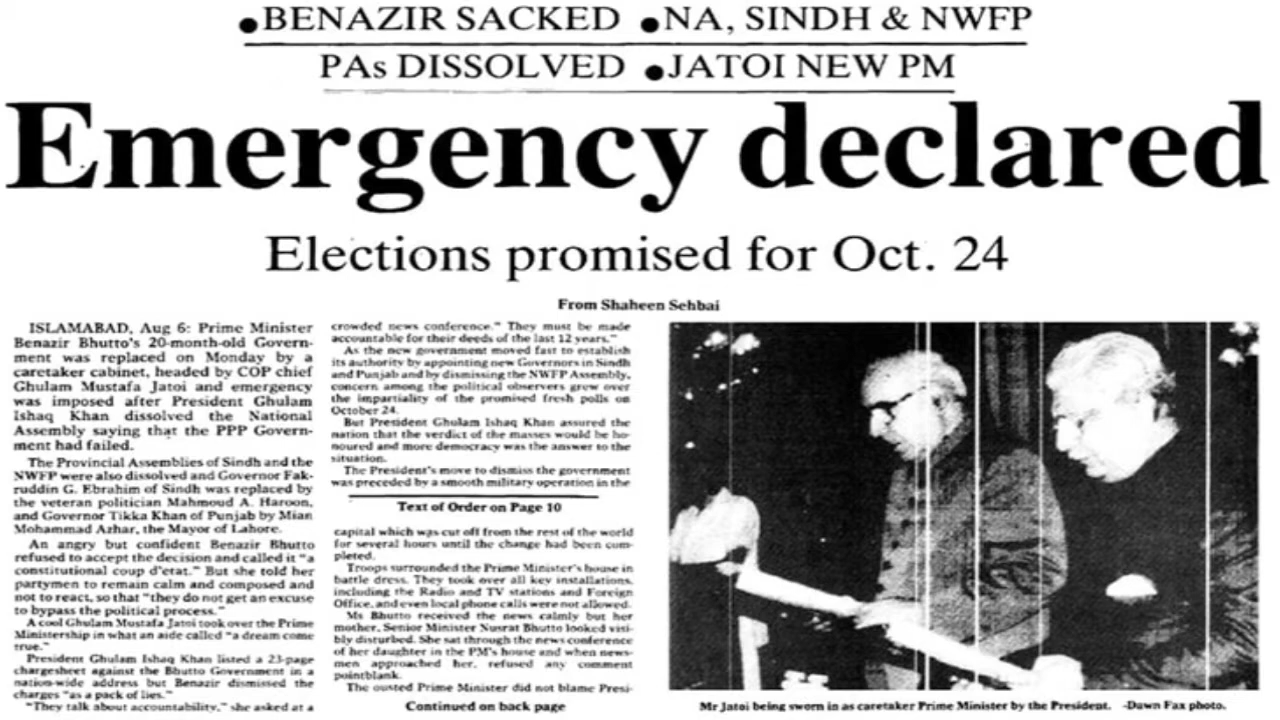 ●BENAZIR SACKED ●NA, SINDH & NWFP
PAs DISSOLVED ●JATOI NEW PM
Emergency declared
Elections promised for Oct. 24
From Shaheen Sehbai
ISLAMABAD, Aug 6: Prime Minister
Benazir Bhutto's 20-month-old Govern-
ment was replaced on Monday by a
caretaker cabinet, headed by COP chief
Ghulam Mustafa Jatoi and emergency
was imposed after President Ghulam
Ishaq Khan dissolved the National
Assembly saying that the PPP Govern-
ment had failed.
The Provincial Assemblies of Sindh and the
NWFP were also dissolved and Governor Fak-
ruddin G. Ebrahim of Sindh was replaced by
the veteran politician Mahmoud A. Haroon,
and Governor Tikka Khan of Punjab by Mian
Mohammad Azhar, the Mayor of Lahore.
An angry but confident Benazir Bhutto
refused to accept the decision and called it "a
constitutional coup d'etat." But she told her
partymen to remain calm and composed and
not to react, so that "they do not get an excuse
to bypass the political process."
A cool Ghulam Mustafa Jatoi took over the Prime
Ministership in what an aide called "a dream come
true."
President Ghulam Ishaq Khan listed a 23-page
chargesheet against the Bhutto Government in a
nation-wide address but Benazir dismissed the
charges "as a pack of lies."
"They talk about accountability," she asked at a
crowded news conference." They must be made
accountable for their deeds of the last 12 years."
As the new government moved fast to establish
its authority by appointing new Governors in Sindh
and Punjab and by dismissing the NWFP Assembly,
concern among the political observers grew over
the impartiality of the promised fresh polls on
October 24.
But President Ghulam Ishaq Khan assured the
nation that the verdict of the masses would be ho-
noured and more democracy was the answer to the
situation.
The President's move to dismiss the government
was preceded by a smooth military operation in the
Text of Order on Page 10
capital which was cut off from the rest of the world
for several hours until the change had been com-
pleted.
Troops surrounded the Prime Minister's house in
battle dress. They took over all key installations,
including the Radio and TV stations and Foreign
Office, and even local phone calls were not allowed.
Ms Bhutto received the news calmly but her
mother, Senior Minister Nusrat Bhutto looked visi-
bly disturbed. She sat through the news conference
of her daughter in the PM's house and when news-
men approached her, refused any comment
pointblank.
The ousted Prime Minister did not blame Presi-
Continued on back page
Mr Jatoi being sworn in as caretaker Prime Minister by the President. -Dawn Fax photo.